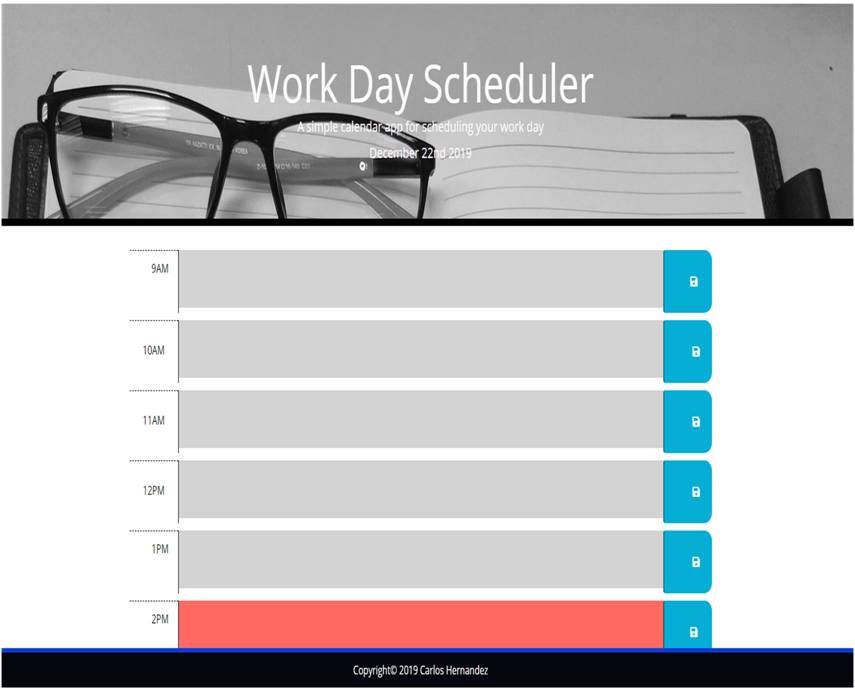 Work Day Scheduler
A simple calendar app for scheduling your work day
December 22nd 2019
9AM
10AM
11AM
12PM
1PM
2PM
Copyright© 2019 Carlos Hernandez